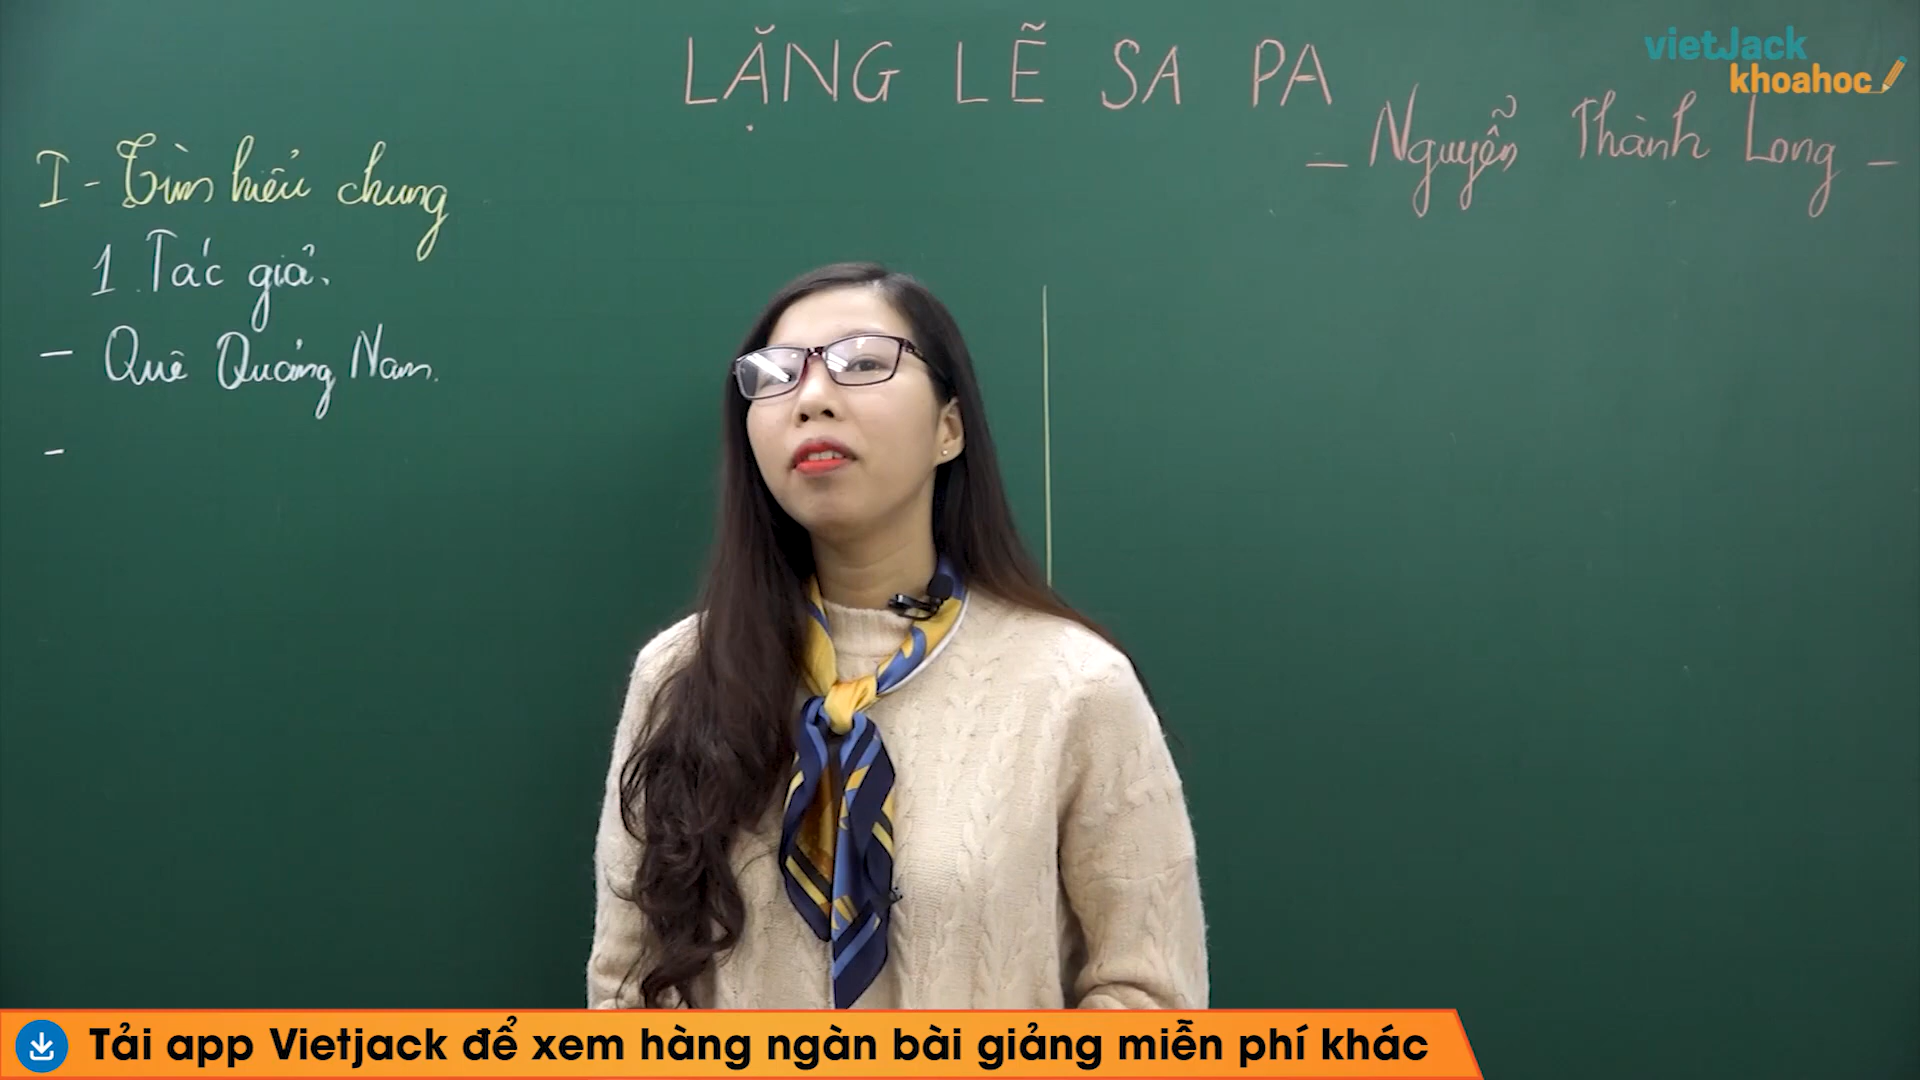 LẶNG LẼ SA PA
vietJack
khoahoc
- Nguyễn Thành Long -
I - Tìm hiểu chung
1. Tác giả.
- Quê Quảng Nam.
-
Tải app Vietjack để xem hàng ngàn bài giảng miễn phí khác